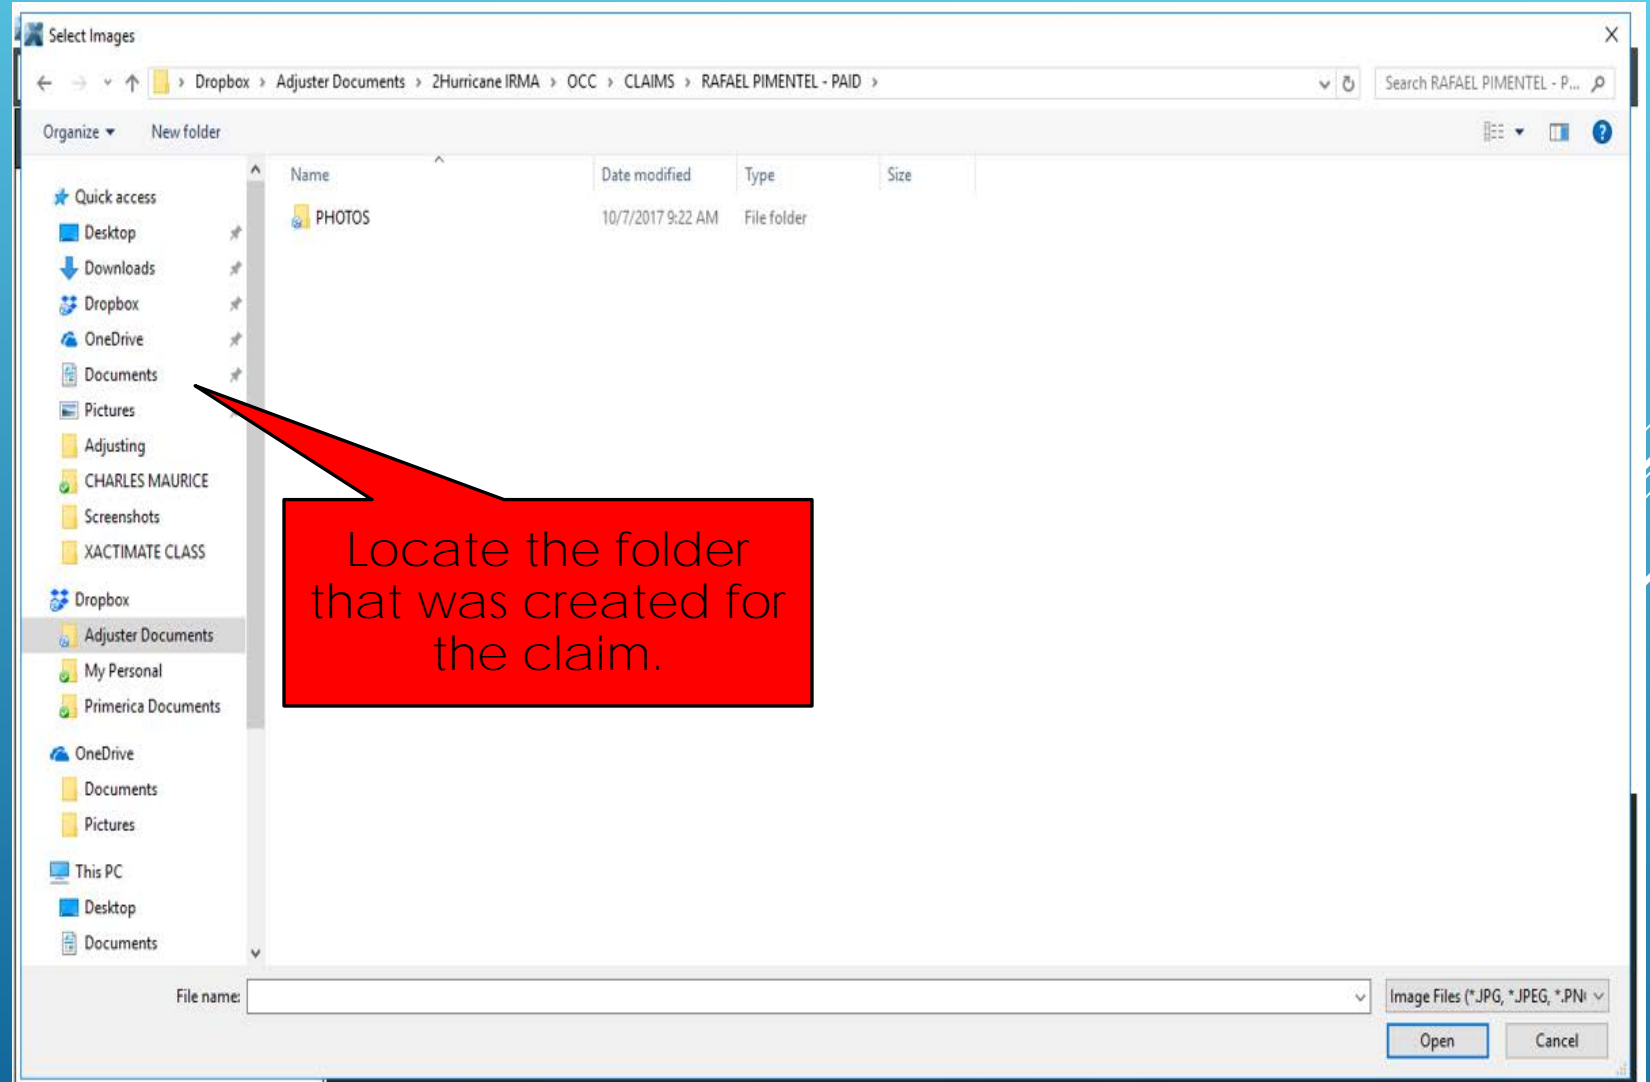 Select Images
Dropbox > Adjuster Documents > 2Hurricane IRMA > OCC > CLAIMS > RAFAEL PIMENTEL - PAID >
Search RAFAEL PIMENTEL - P...
Organize
New folder
Name
Date modified
Type
Size
PHOTOS
10/7/2017 9:22 AM
File folder
Quick access
Desktop
Downloads
Dropbox
OneDrive
Documents
Pictures
Adjusting
CHARLES MAURICE
Screenshots
XACTIMATE CLASS
Dropbox
Adjuster Documents
My Personal
Primerica Documents
OneDrive
Documents
Pictures
This PC
Desktop
Documents
Locate the folder
that was created for
the claim.
File name:
Image Files (*.JPG, *.JPEG, *.PN
Open
Cancel